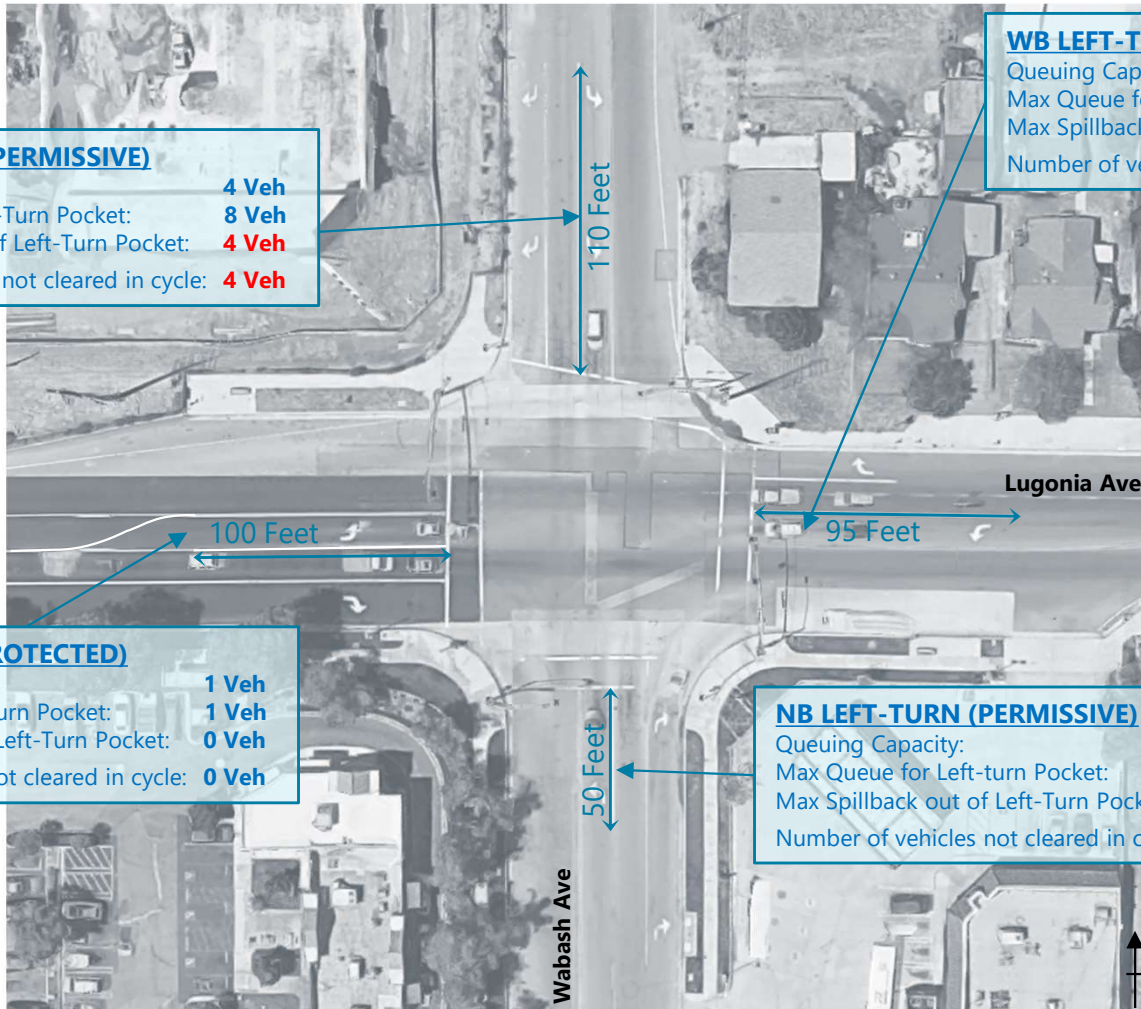 WB LEFT-T
Queuing Cap
Max Queue fo
Max Spillback
Number of ve
PERMISSIVE)
4 Veh
-Turn Pocket: 8 Veh
of Left-Turn Pocket: 4 Veh
not cleared in cycle: 4 Veh
110 Feet
Lugonia Ave
100 Feet
95 Feet
ROTECTED)
1 Veh
urn Pocket: 1 Veh
Left-Turn Pocket: 0 Veh
ot cleared in cycle: 0 Veh
50 Feet
NB LEFT-TURN (PERMISSIVE)
Queuing Capacity:
Max Queue for Left-turn Pocket:
Max Spillback out of Left-Turn Pock
Number of vehicles not cleared in c
Wabash Ave